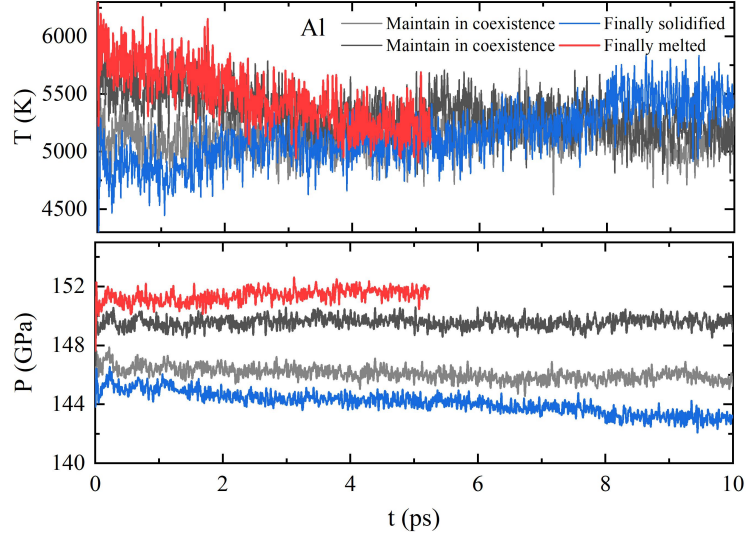 Al
Maintain in coexistence Finally solidified
Maintain in coexistence Finally melted
T (K)
6000
5500
5000
4500
P (GPa)
152
148
144
140
0 2 4 6 8 10
t (ps)